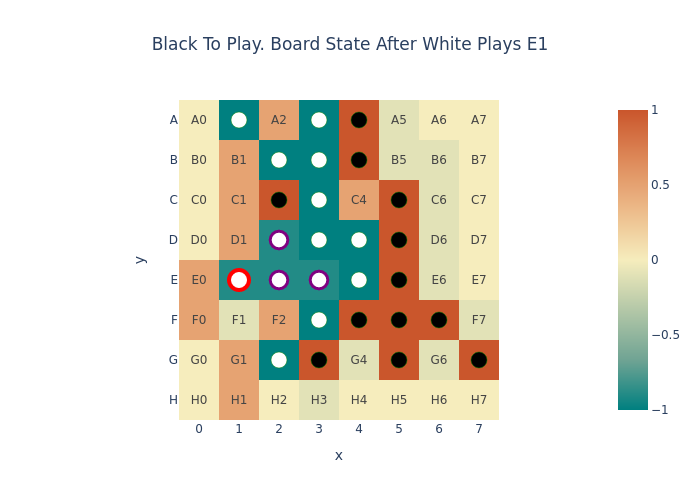 Black To Play. Board State After White Plays E1
A A0 A2 A5 A6 A7
B B0 B1 B5 B6 B7
C C0 C1 C4 C6 C7
D D0 D1 D6 D7
E E0 E6 E7
F F0 F1 F2 F7
G G0 G1 G4 G6
H H0 H1 H2 H3 H4 H5 H6 H7
0 1 2 3 4 5 6 7
x
y
1
0.5
0
−0.5
−1